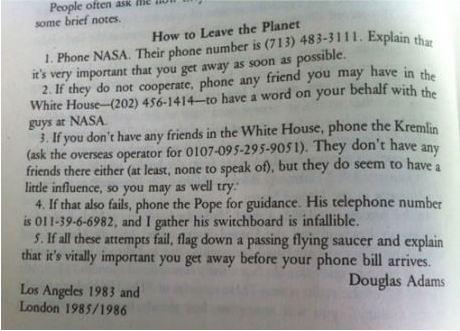 People often ask me how
some brief notes.
How to Leave the Planet
1. Phone NASA. Their phone number is (713) 483-3111. Explain that
it's very important that you get away as soon as possible.
2. If they do not cooperate, phone any friend you may have in the
White House—(202) 456-1414—to have a word on your behalf with the
guys at NASA.
3. If you don't have any friends in the White House, phone the Kremlin
(ask the overseas operator for 0107-095-295-9051). They don't have any
friends there either (at least, none to speak of), but they do seem to have a
little influence, so you may as well try.
4. If that also fails, phone the Pope for guidance. His telephone number
is 011-39-6-6982, and I gather his switchboard is infallible.
5. If all these attempts fail, flag down a passing flying saucer and explain
that it's vitally important you get away before your phone bill arrives.
Douglas Adams
Los Angeles 1983 and
London 1985/1986